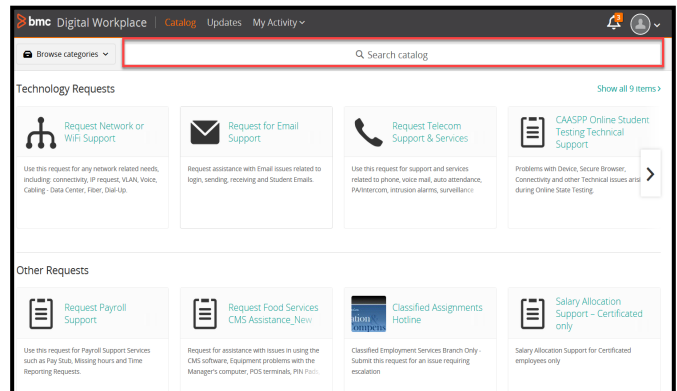 bmc Digital Workplace Catalog Updates My Activity
Browse categories Search catalog
Technology Requests Show all 9 items
Request Network or
WiFi Support
Use this request for any network related needs,
including: connectivity, IP request, VLAN, Voice,
Cabling - Data Center, Fiber, Dial-Up.
Request for Email
Support
Request assistance with Email issues related to
login, sending, receiving and Student Emails.
Request Telecom
Support & Services
Use this request for support and services
related to phone, voice mail, auto attendance,
PA/Intercom, intrusion alarms, surveillance
CAASPP Online Student
Testing Technical
Support
Problems with Device, Secure Browser,
Connectivity and other Technical issues
during Online State Testing.
Other Requests
Request Payroll
Support
Use this request for Payroll Support Services
such as Pay Stub, Missing hours and Time
Reporting Requests.
Request Food Services
CMS Assistance_New
Request for assistance with issues in using the
CMS software, Equipment problems with the
Manager's computer, POS terminals, PIN Pads,
Classified Assignments
Hotline
Classified Employment Services Branch Only -
Submit this request for an issue requiring
escalation
Salary Allocation
Support – Certificated
only
Salary Allocation Support for Certificated
employees only